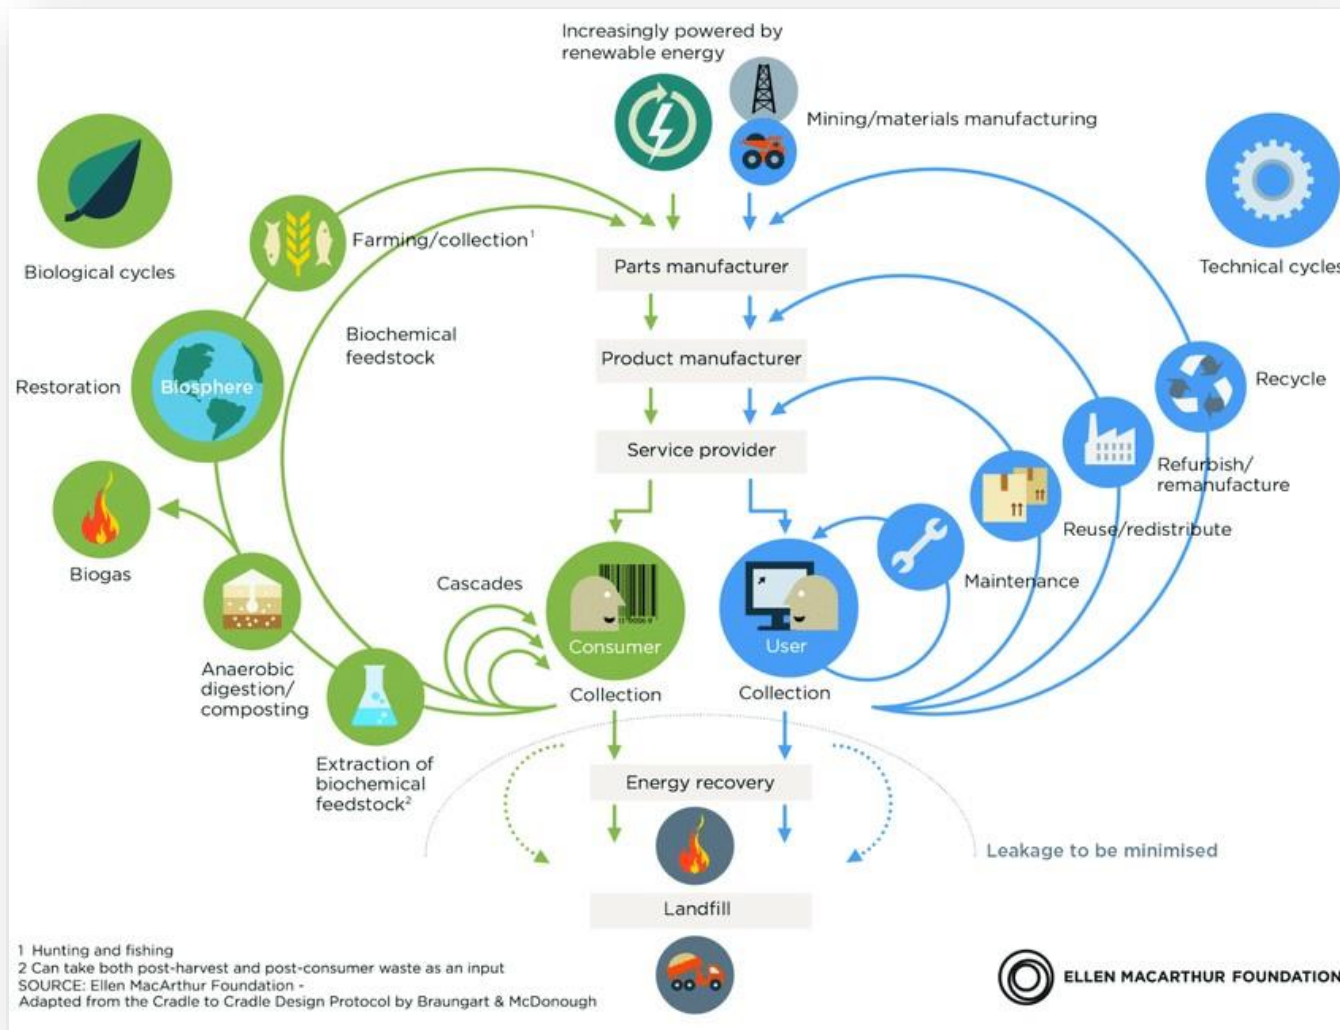 Increasingly powered by
renewable energy
Mining/materials manufacturing
Biological cycles
Technical cycles
Farming/collection¹
Parts manufacturer
Biochemical
feedstock
Product manufacturer
Restoration
Biosphere
Recycle
Service provider
Refurbish/
remanufacture
Reuse/redistribute
Biogas
Cascades
Maintenance
Consumer
User
Anaerobic
digestion/
composting
Collection
Collection
Extraction of
biochemical
feedstock²
Energy recovery
Leakage to be minimised
Landfill
1 Hunting and fishing
2 Can take both post-harvest and post-consumer waste as an input
SOURCE: Ellen MacArthur Foundation -
Adapted from the Cradle to Cradle Design Protocol by Braungart & McDonough
ELLEN MACARTHUR FOUNDATION